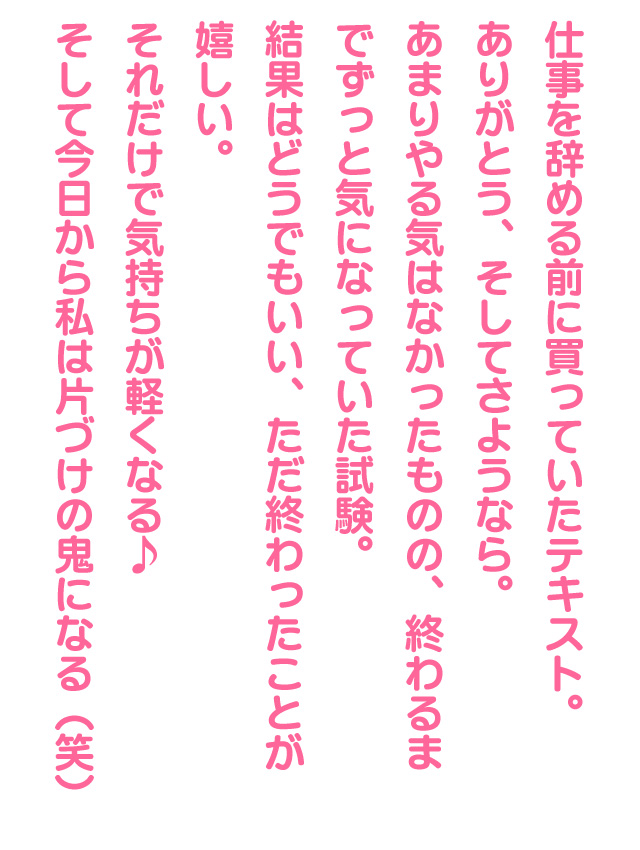 仕事を辞める前に買っていたテキスト。
ありがとう、そしてさようなら。
あまりやる気はなかったものの、終わるま
でずっと気になっていた試験。
結果はどうでもいい、ただ終わったことが
嬉しい。
それだけで気持ちが軽くなる♪
そして今日から私は片づけの鬼になる（笑）